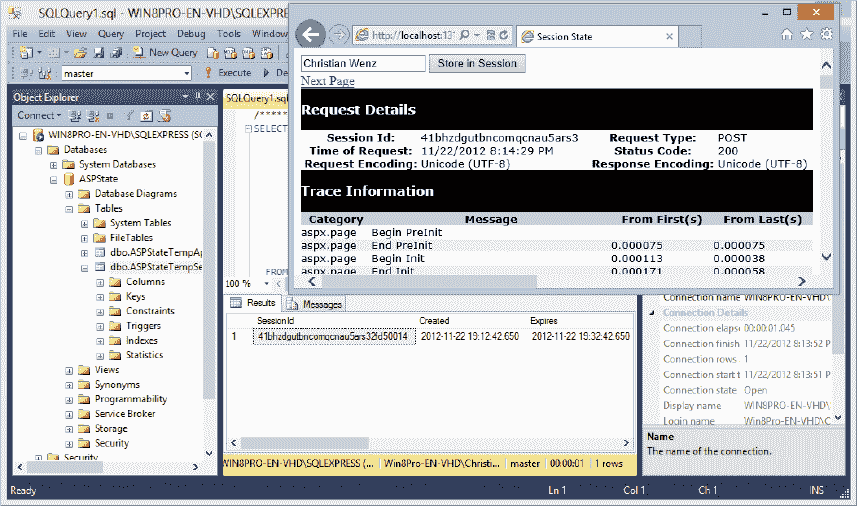 SQLQuery1.sql - WIN8PRO-EN-VHD\SQLEXPRESS
File Edit View Query Project Debug Tools Window
New Query
master
Execute
Object Explorer
Connect
WIN8PRO-EN-VHD\SQLEXPRESS (SC
Databases
System Databases
ASPState
Database Diagrams
Tables
System Tables
FileTables
dbo.ASPStateTempAp
dbo.ASPStateTempSe
Columns
Keys
Constraints
Triggers
Indexes
Statistics
Views
Synonyms
Programmability
Service Broker
Storage
Security
Security
SQLQuery1.sql
SELECT
FROM
100 %
Results Messages
SessionId Created Expires
1 41bhzdgutbncomqcnau5ars32fd50014 2012-11-22 19:12:42.650 2012-11-22 19:32:42.650
WIN8PRO-EN-VHD\SQLEXPRESS (... Win8Pro-EN-VHD\Christi... master 00:00:01 1 rows
http://localhost:13
Session State
Christian Wenz Store in Session
Next Page
Request Details
Session Id: 41bhzdgutbncomqcnau5ars3 Request Type: POST
Time of Request: 11/22/2012 8:14:29 PM Status Code: 200
Request Encoding: Unicode (UTF-8) Response Encoding: Unicode (UTF-8)
Trace Information
Category Message From First(s) From Last(s)
aspx.page Begin PreInit
aspx.page End PreInit 0.000075 0.000075
aspx.page Begin Init 0.000113 0.000038
aspx.page End Init 0.000171 0.000058
Connection name WIN8PRO-EN-VHD\
Connection Details
Connection elapse 00:00:01.045
Connection finish 11/22/2012 8:13:52 P
Connection rows 1
Connection start t 11/22/2012 8:13:51 P
Connection state Open
Display name WIN8PRO-EN-VHD\
Login name Win8Pro-EN-VHD\C
Name
The name of the connection.
Ready Ln 1 Col 1 Ch 1 INS